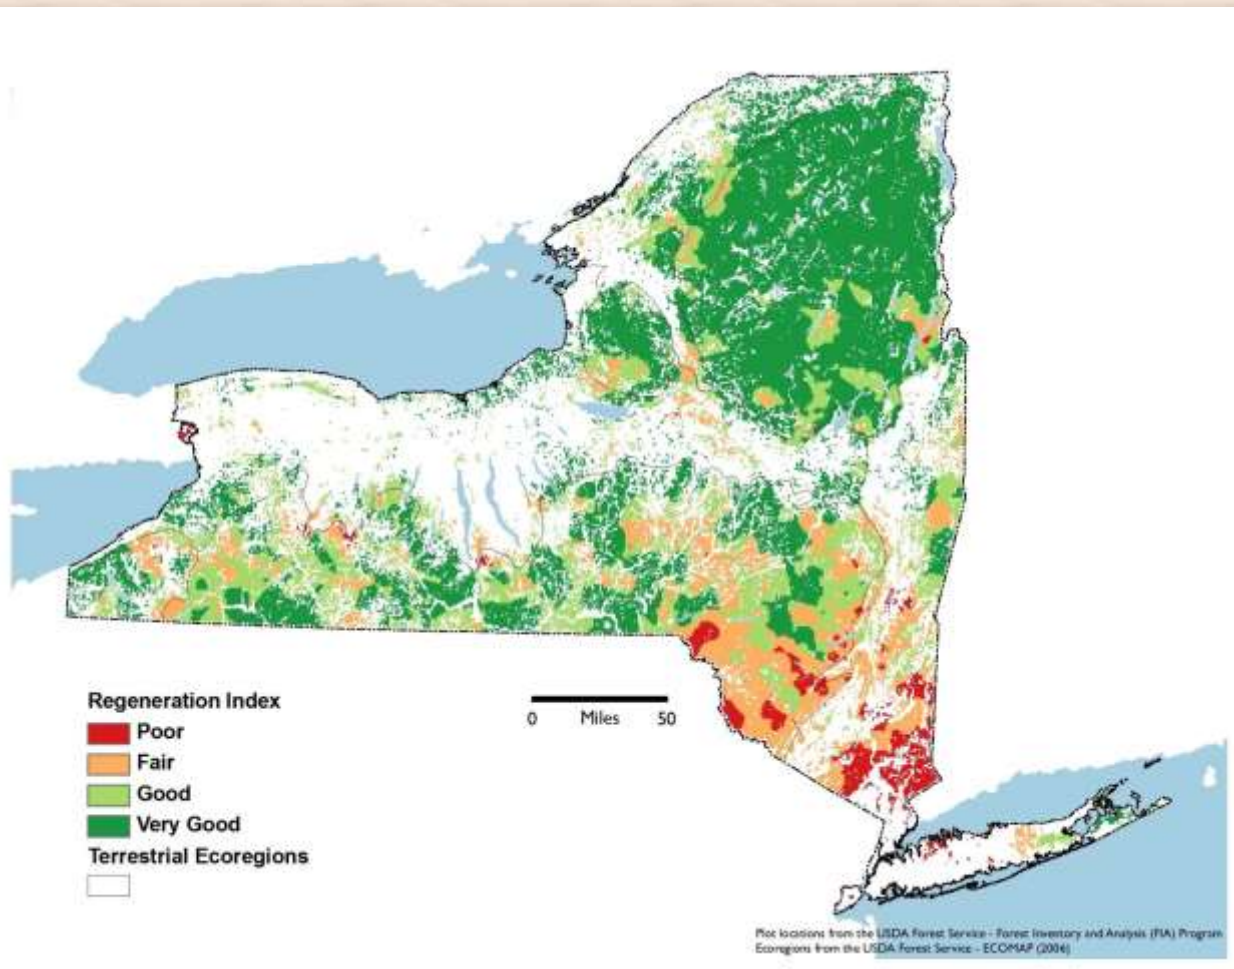 Regeneration Index
Poor
Fair
Good
Very Good
Terrestrial Ecoregions
0 Miles 50
Plot locations from the USDA Forest Service - Forest Inventory and Analysis (FIA) Program
Ecoregions from the USDA Forest Service - ECOMAP (2006)